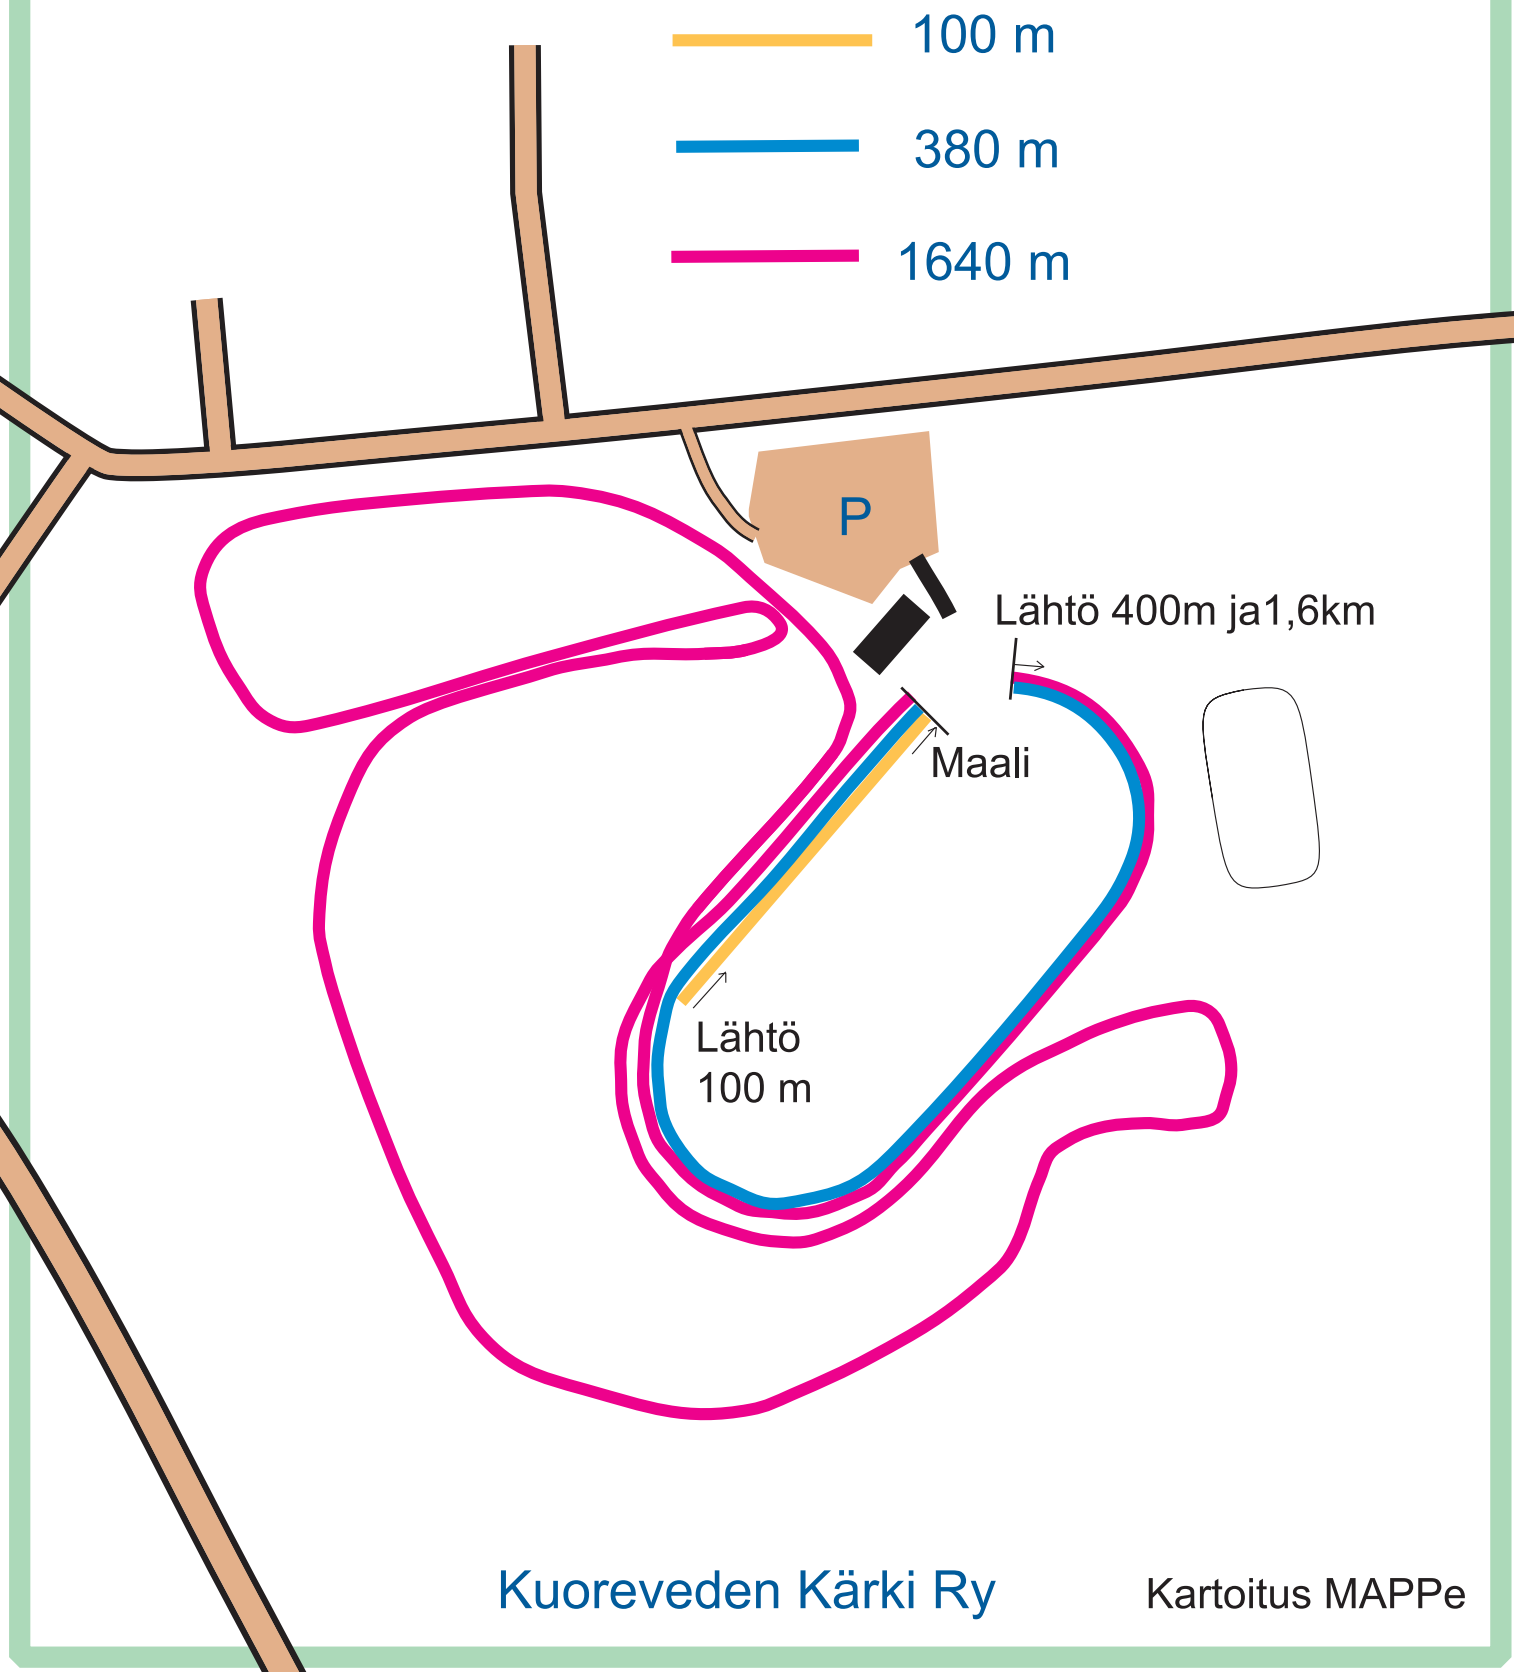 100 m
380 m
1640 m
P
Lähtö 400m ja1,6km
Maali
Lähtö
100 m
Kuoreveden Kärki Ry
Kartoitus MAPPe